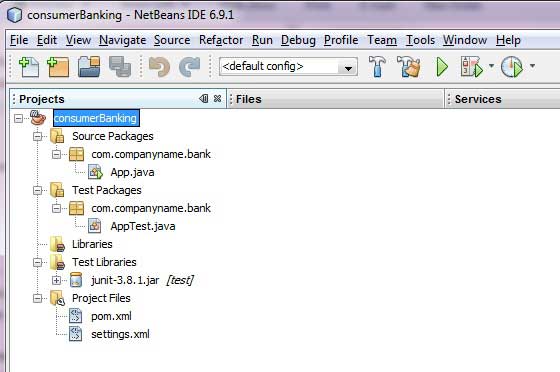 consumerBanking - NetBeans IDE 6.9.1
File Edit View Navigate Source Refactor Run Debug Profile Team Tools Window Help
<default config>
Projects Files Services
consumerBanking
Source Packages
com.companyname.bank
App.java
Test Packages
com.companyname.bank
AppTest.java
Libraries
Test Libraries
junit-3.8.1.jar [test]
Project Files
pom.xml
settings.xml